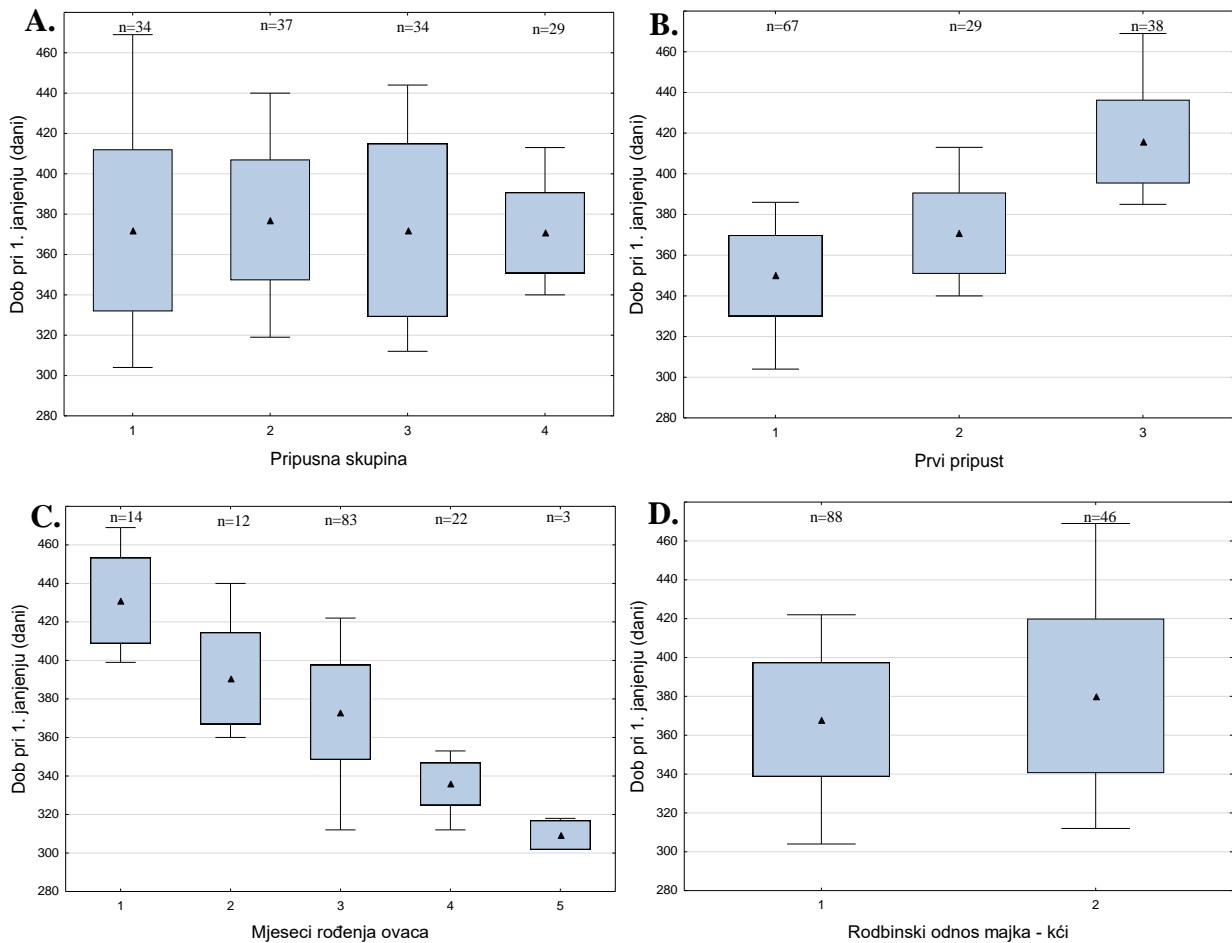 A.
n=34 n=37 n=34 n=29
Dob pri 1. janjenju (dani)
460
440
420
400
380
360
340
320
300
280
1 2 3 4
Pripusna skupina
B.
n=67 n=29 n=38
Dob pri 1. janjenju (dani)
460
440
420
400
380
360
340
320
300
280
1 2 3
Prvi pripust
C.
n=14 n=12 n=83 n=22 n=3
Dob pri 1. janjenju (dani)
460
440
420
400
380
360
340
320
300
280
1 2 3 4 5
Mjeseci rođenja ovaca
D.
n=88 n=46
Dob pri 1. janjenju (dani)
460
440
420
400
380
360
340
320
300
280
1 2
Rodbinski odnos majka - kći